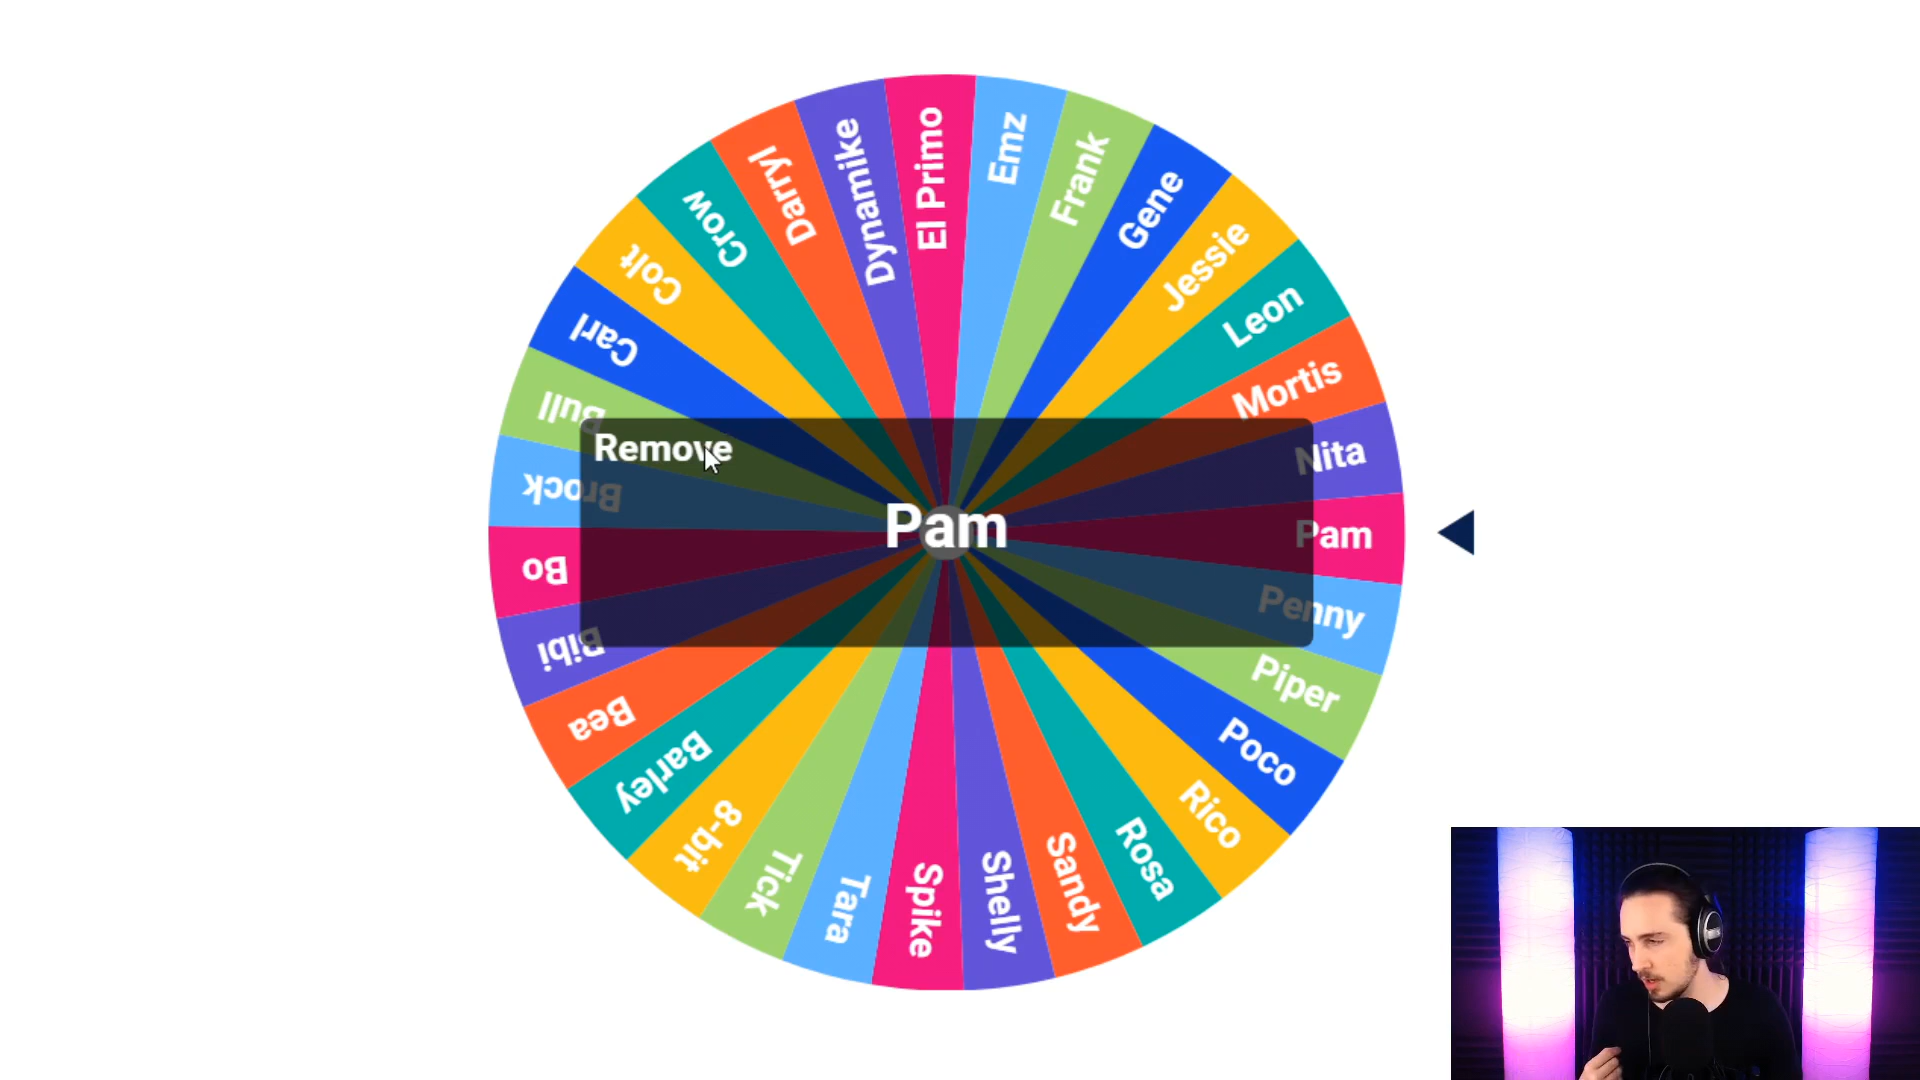 El Primo
Emz
Frank
Gene
Jessie
Leon
Mortis
Nita
Pam
Penny
Piper
Poco
Rico
Rosa
Sandy
Shelly
Spike
Tara
Tick
8-bit
Barley
Bea
Bibi
Bo
Brock
Bull
Carl
Colt
Crow
Darryl
Dynamike
Remove
Pam